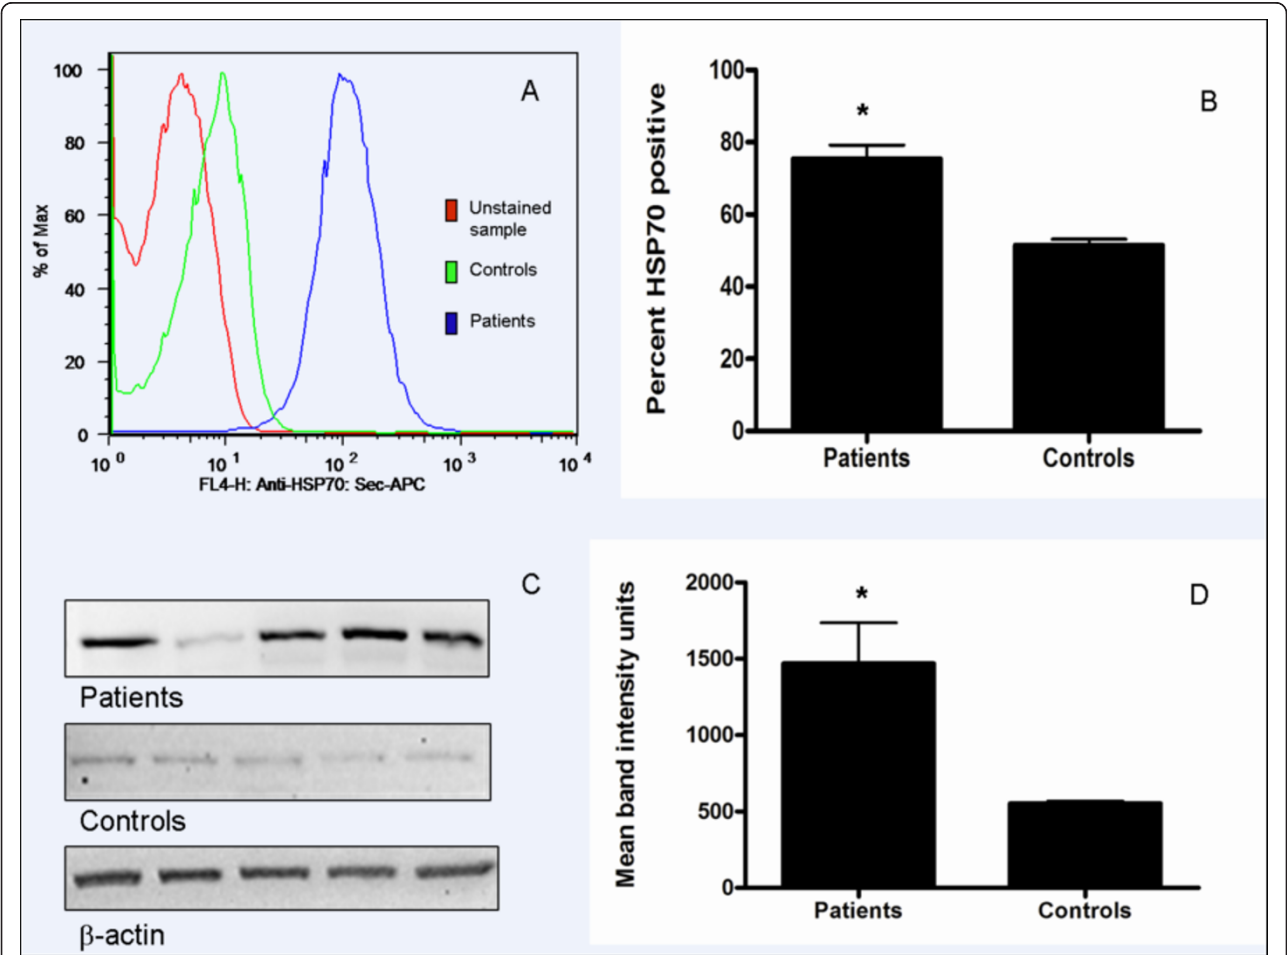 A
100
80
60
40
20
0
% of Max
10 0
10 1
10 2
10 3
10 4
FL4-H: Anti-HSP70: Sec-APC
Unstained
sample
Controls
Patients
B
Percent HSP70 positive
100
80
60
40
20
0
*
Patients
Controls
C
Patients
Controls
β-actin
D
Mean band intensity units
2000
1500
1000
500
0
*
Patients
Controls